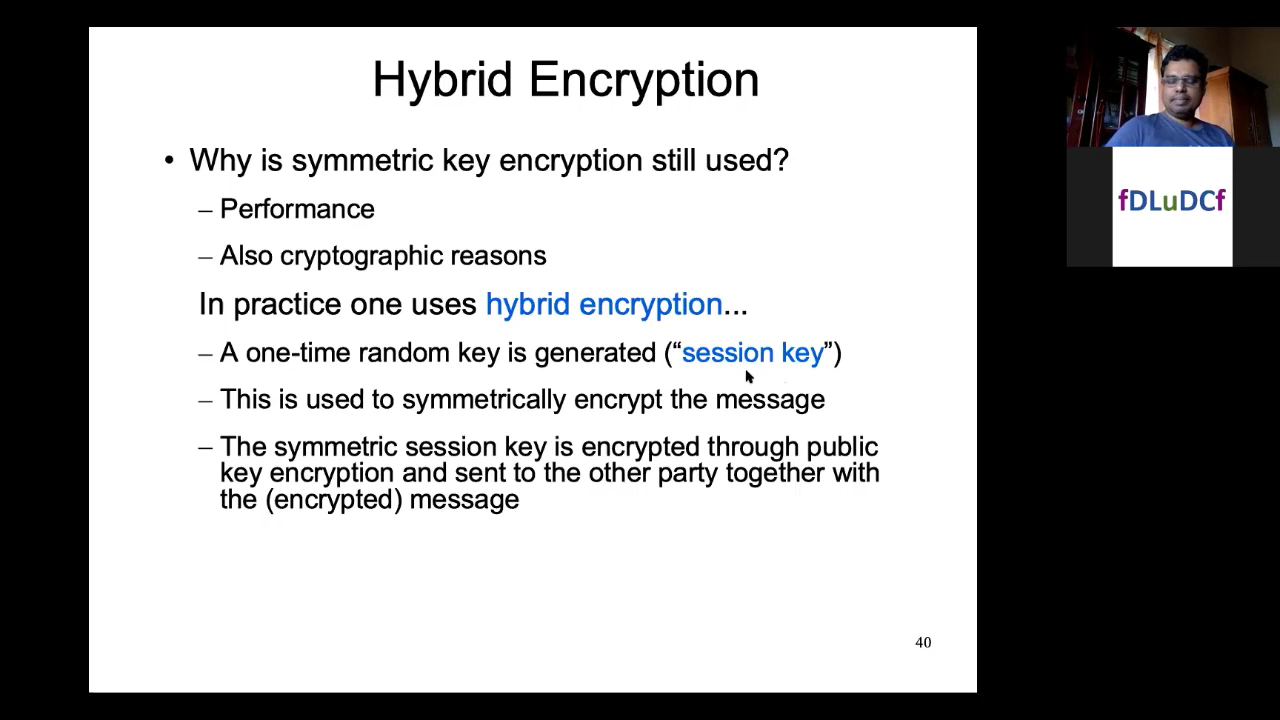 Hybrid Encryption
• Why is symmetric key encryption still used?
– Performance
– Also cryptographic reasons
In practice one uses hybrid encryption...
– A one-time random key is generated (“session key”)
– This is used to symmetrically encrypt the message
– The symmetric session key is encrypted through public
key encryption and sent to the other party together with
the (encrypted) message
40
fDLuDCf